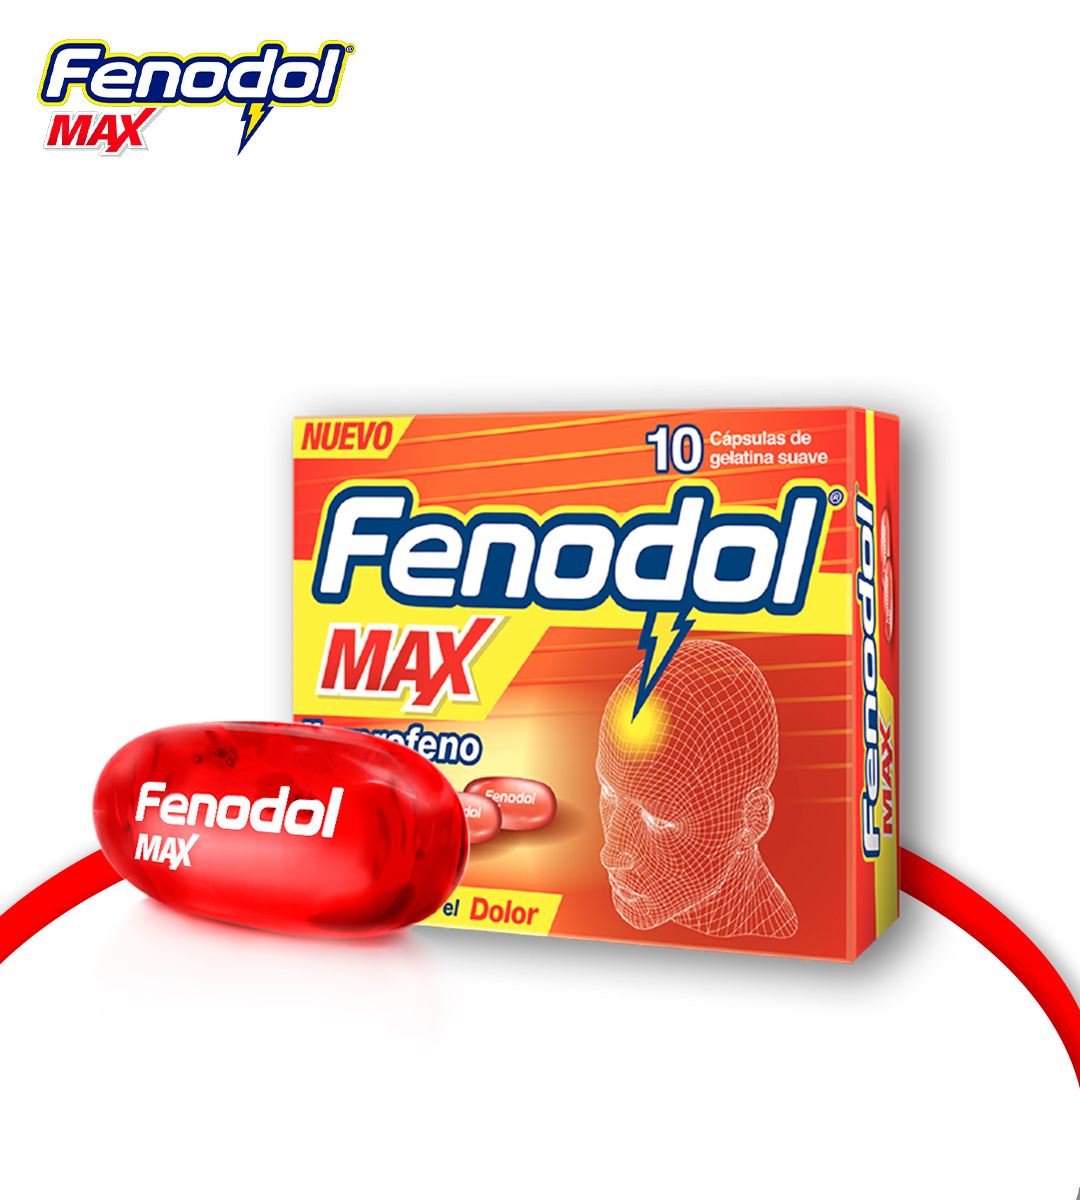 Fenodol®
MAX
NUEVO
10 Cápsulas de
gelatina suave
Fenodol®
MAX
el Dolor
Fenodol
MAX
Fenodol
Fenodol
MAX